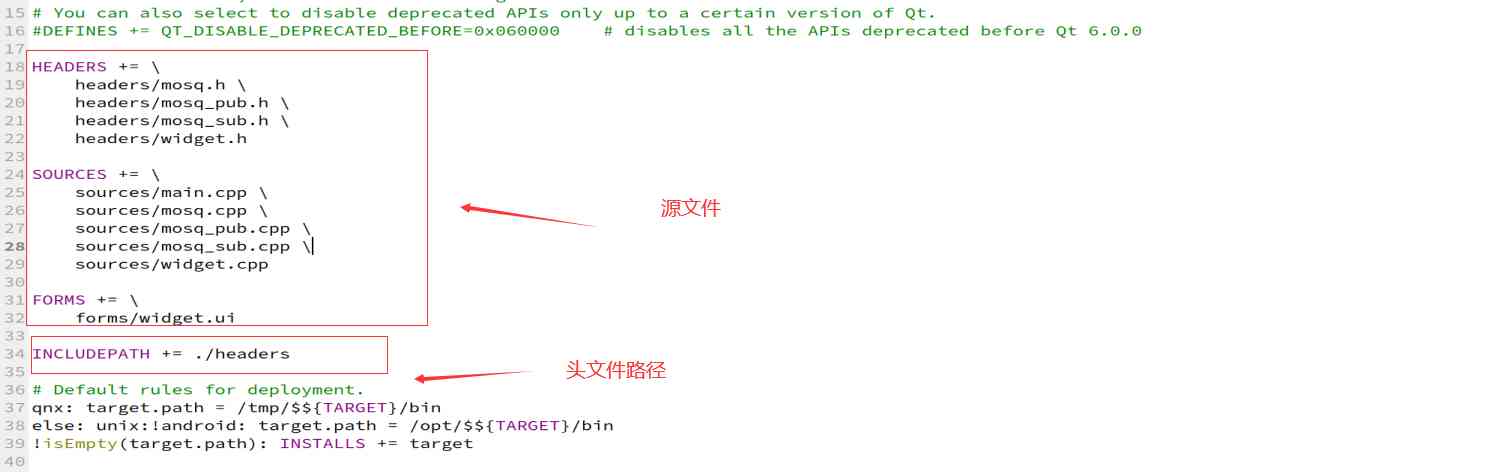 15 # You can also select to disable deprecated APIs only up to a certain version of Qt.
16 #DEFINES += QT_DISABLE_DEPRECATED_BEFORE=0x060000    # disables all the APIs deprecated before Qt 6.0.0
17
18 HEADERS += \
19     headers/mosq.h \
20     headers/mosq_pub.h \
21     headers/mosq_sub.h \
22     headers/widget.h
23
24 SOURCES += \
25     sources/main.cpp \
26     sources/mosq.cpp \
源文件
27     sources/mosq_pub.cpp \
28     sources/mosq_sub.cpp \
29     sources/widget.cpp
30
31 FORMS += \
32     forms/widget.ui
33
34 INCLUDEPATH += ./headers
头文件路径
35
36 # Default rules for deployment.
37 qnx: target.path = /tmp/$${TARGET}/bin
38 else: unix:!android: target.path = /opt/$${TARGET}/bin
39 !isEmpty(target.path): INSTALLS += target
40